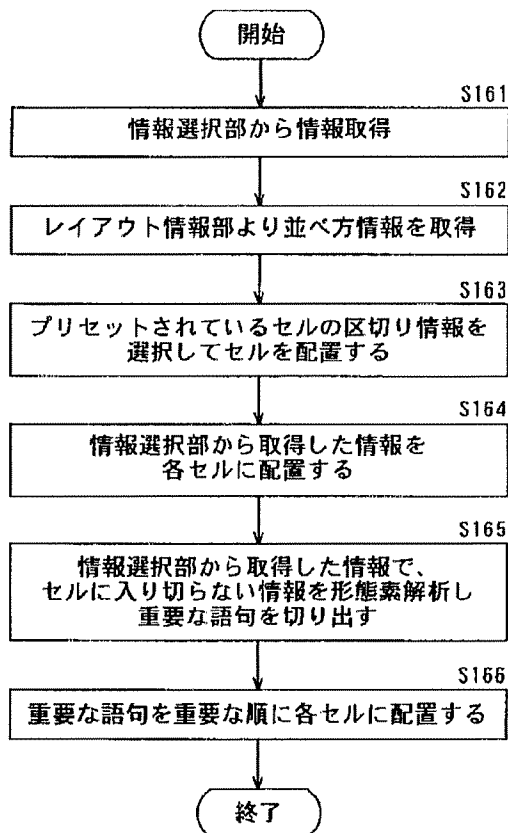 開始
S161
情報選択部から情報取得
S162
レイアウト情報部より並べ方情報を取得
S163
プリセットされているセルの区切り情報を
選択してセルを配置する
S164
情報選択部から取得した情報を
各セルに配置する
S165
情報選択部から取得した情報で、
セルに入り切らない情報を形態素解析し
重要な語句を切り出す
S166
重要な語句を重要な順に各セルに配置する
終了